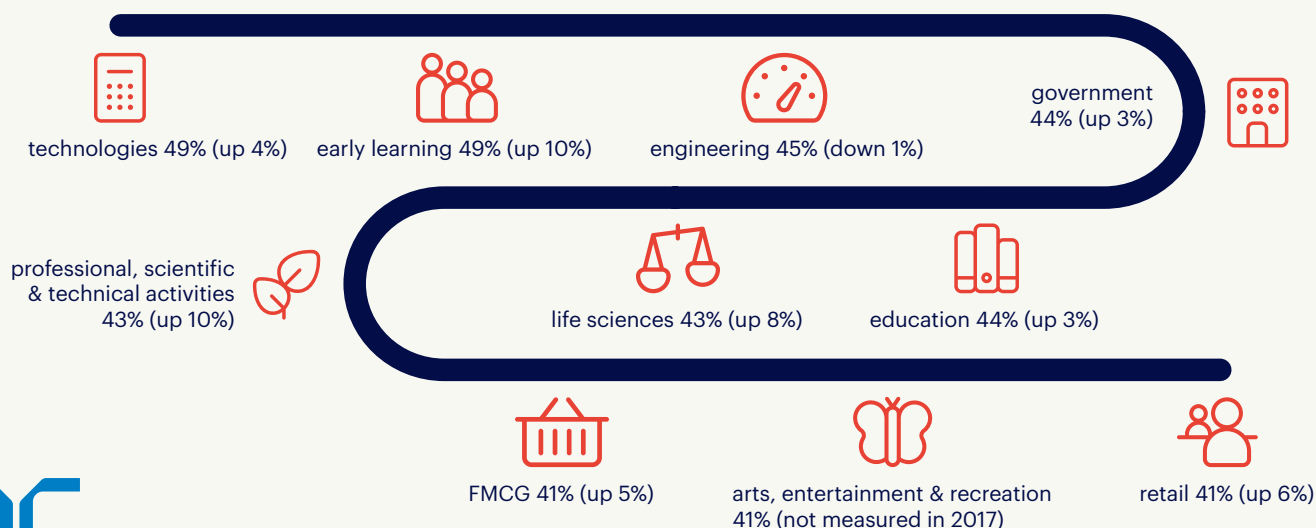 technologies 49% (up 4%)
early learning 49% (up 10%)
engineering 45% (down 1%)
government
44% (up 3%)
education 44% (up 3%)
life sciences 43% (up 8%)
professional, scientific
& technical activities
43% (up 10%)
FMCG 41% (up 5%)
arts, entertainment & recreation
41% (not measured in 2017)
retail 41% (up 6%)